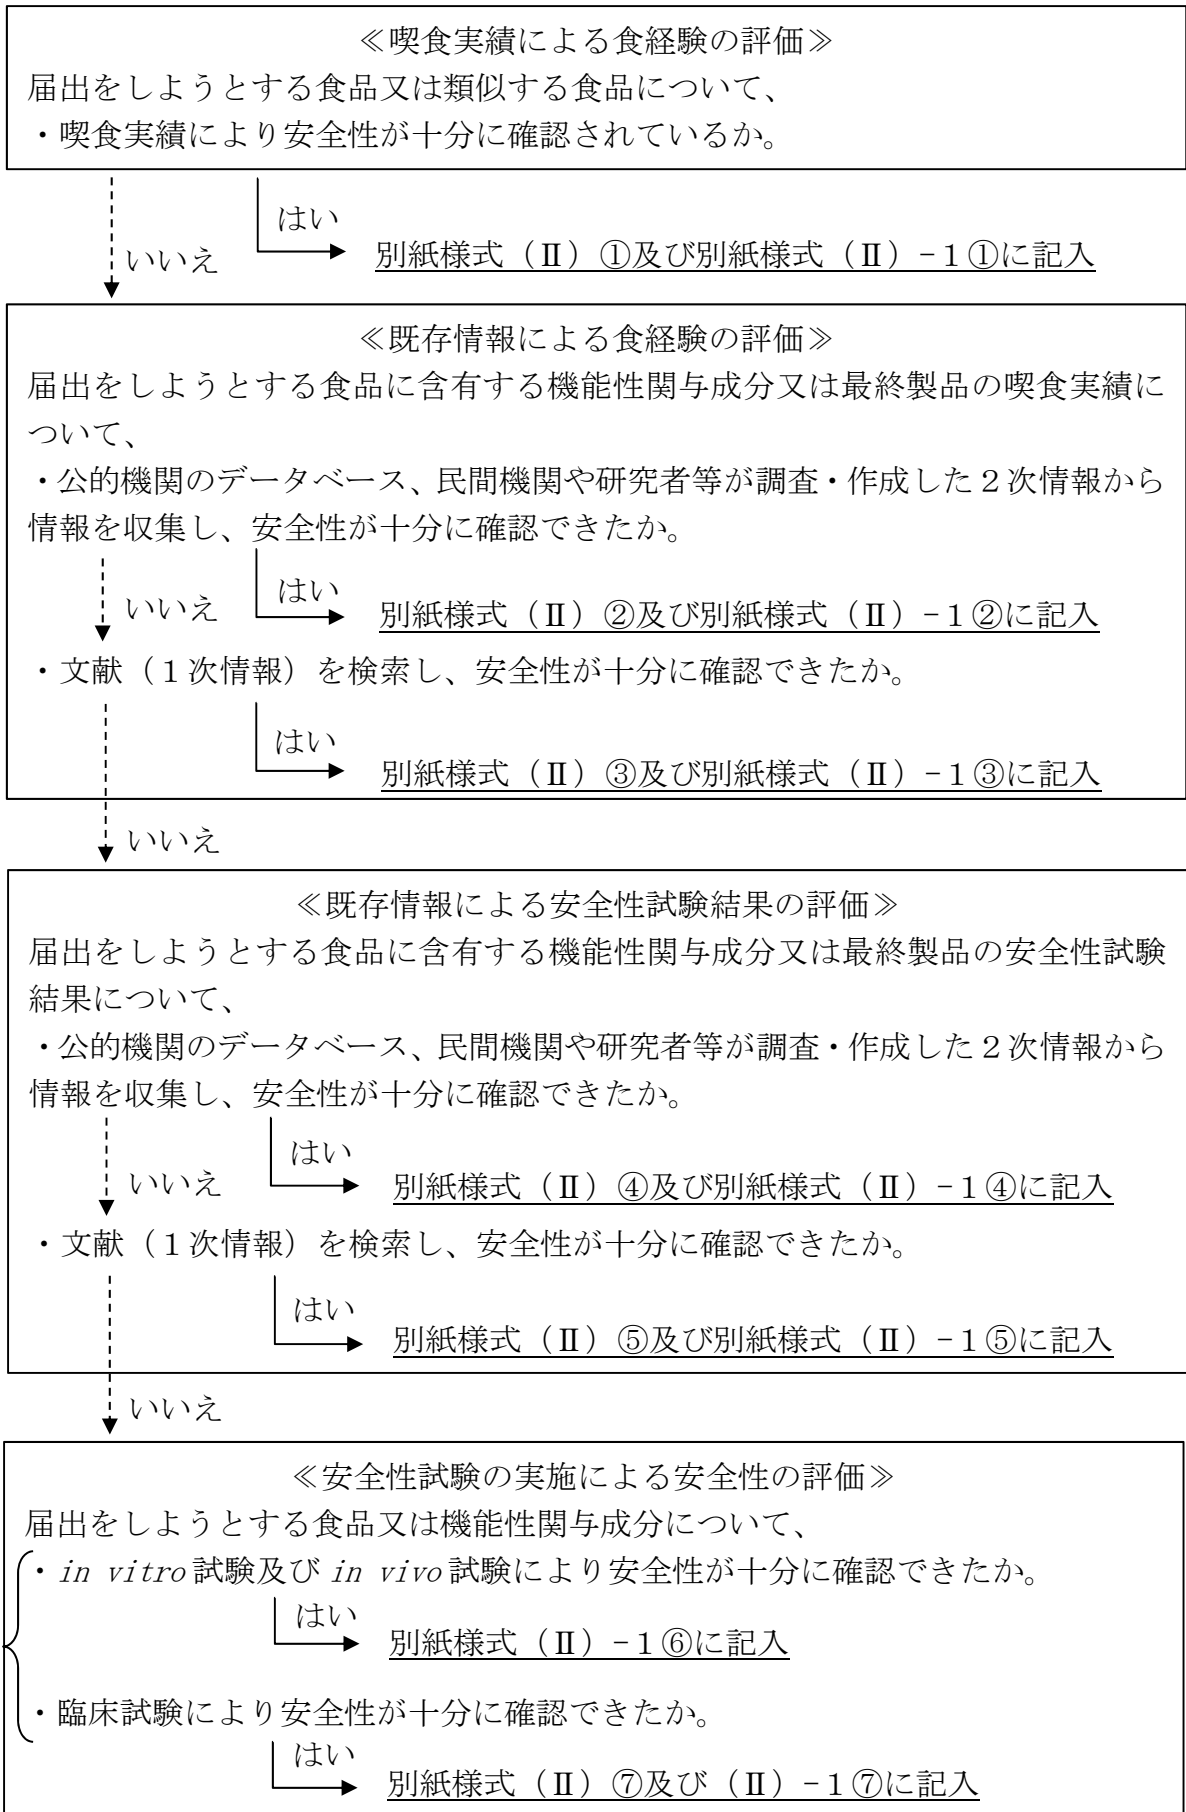 ≪喫食実績による食経験の評価≫
届出をしようとする食品又は類似する食品について、
・喫食実績により安全性が十分に確認されているか。
はい
いいえ
別紙様式（Ⅱ）①及び別紙様式（Ⅱ）-１①に記入
≪既存情報による食経験の評価≫
届出をしようとする食品に含有する機能性関与成分又は最終製品の喫食実績に
ついて、
・公的機関のデータベース、民間機関や研究者等が調査・作成した２次情報から
情報を収集し、安全性が十分に確認できたか。
はい
いいえ
別紙様式（Ⅱ）②及び別紙様式（Ⅱ）-１②に記入
・文献（１次情報）を検索し、安全性が十分に確認できたか。
はい
別紙様式（Ⅱ）③及び別紙様式（Ⅱ）-１③に記入
いいえ
≪既存情報による安全性試験結果の評価≫
届出をしようとする食品に含有する機能性関与成分又は最終製品の安全性試験
結果について、
・公的機関のデータベース、民間機関や研究者等が調査・作成した２次情報から
情報を収集し、安全性が十分に確認できたか。
はい
いいえ
別紙様式（Ⅱ）④及び別紙様式（Ⅱ）-１④に記入
・文献（１次情報）を検索し、安全性が十分に確認できたか。
はい
別紙様式（Ⅱ）⑤及び別紙様式（Ⅱ）-１⑤に記入
いいえ
≪安全性試験の実施による安全性の評価≫
届出をしようとする食品又は機能性関与成分について、
・in vitro試験及びin vivo試験により安全性が十分に確認できたか。
はい
別紙様式（Ⅱ）-１⑥に記入
・臨床試験により安全性が十分に確認できたか。
はい
別紙様式（Ⅱ）⑦及び（Ⅱ）-１⑦に記入